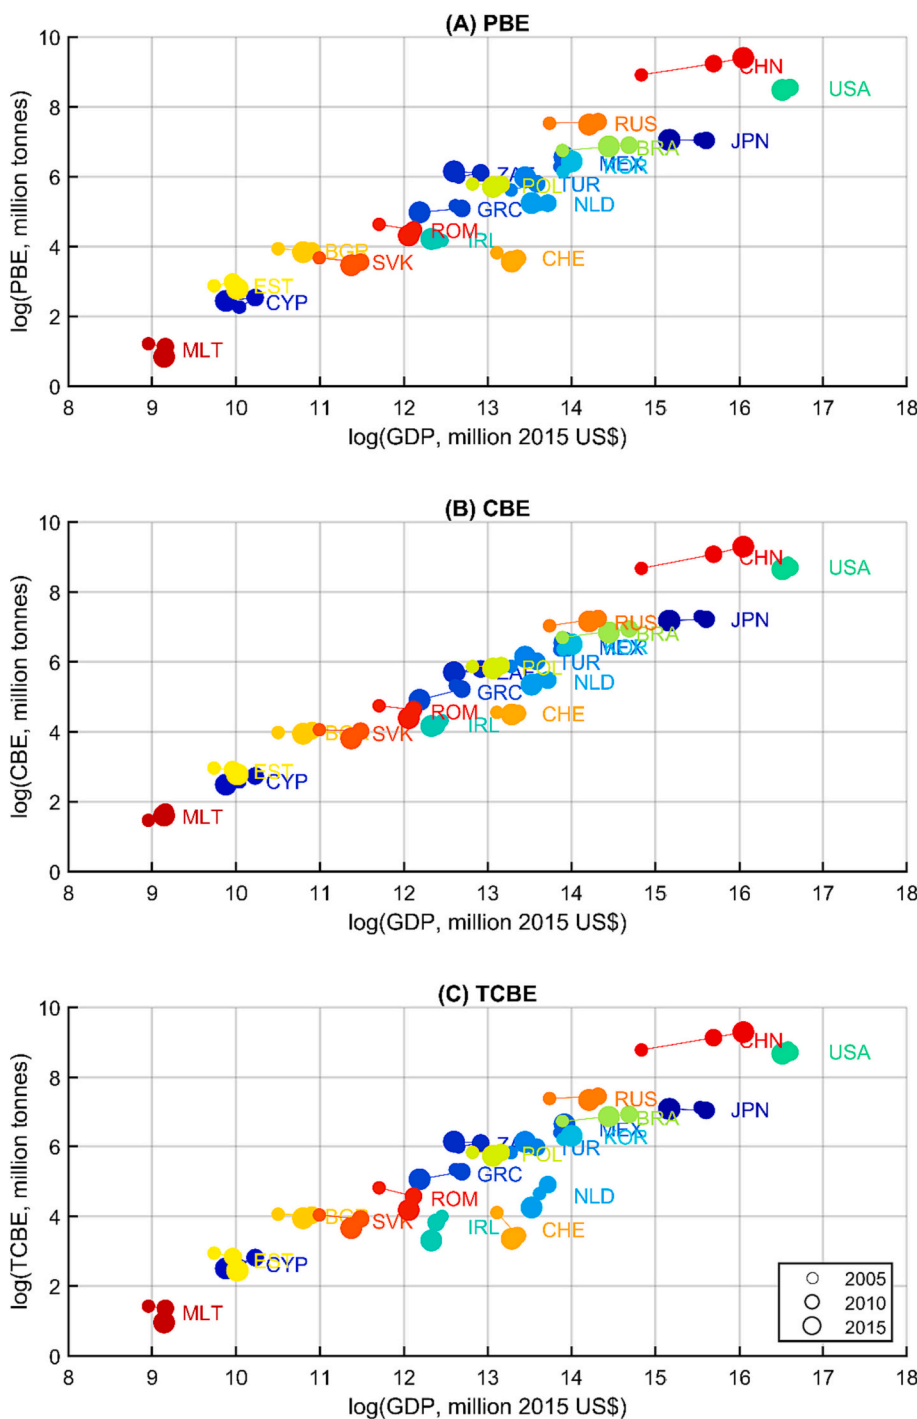 (A) PBE
log(PBE, million tonnes)
10
8
6
4
2
0
CHN
USA
RUS
BRA
JPN
MEX
KOR
ZAF
POL
TUR
NLD
GRC
ROM
IRL
CHE
BGR
SVK
EST
CYP
MLT
8 9 10 11 12 13 14 15 16 17 18
log(GDP, million 2015 US$)
(B) CBE
log(CBE, million tonnes)
10
8
6
4
2
0
CHN
USA
RUS
BRA
JPN
MEX
KOR
ZAF
POL
TUR
NLD
GRC
ROM
IRL
CHE
BGR
SVK
EST
CYP
MLT
8 9 10 11 12 13 14 15 16 17 18
log(GDP, million 2015 US$)
(C) TCBE
log(TCBE, million tonnes)
10
8
6
4
2
0
CHN
USA
RUS
BRA
JPN
MEX
KOR
ZAF
POL
TUR
NLD
GRC
ROM
IRL
CHE
BGR
SVK
EST
CYP
MLT
2005
2010
2015
8 9 10 11 12 13 14 15 16 17 18
log(GDP, million 2015 US$)